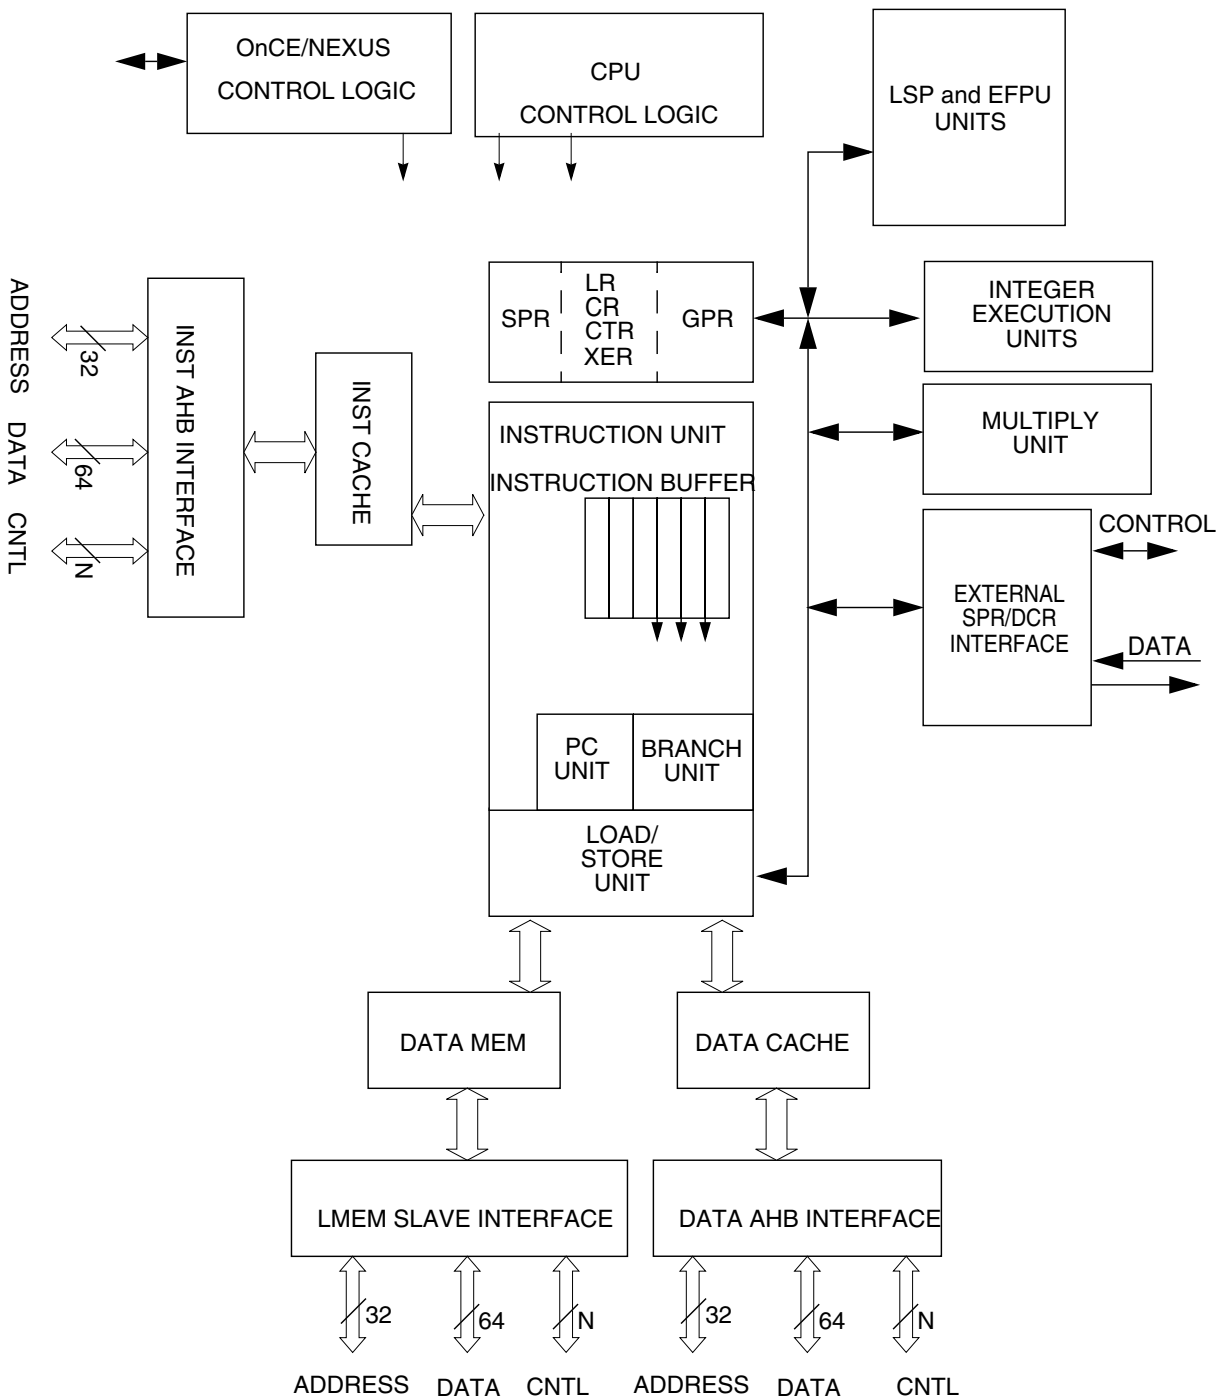 OnCE/NEXUS
CONTROL LOGIC
CPU
CONTROL LOGIC
LSP and EFPU
UNITS
SPR
LR
CR
CTR
XER
GPR
INTEGER
EXECUTION
UNITS
ADDRESS
32
DATA
64
CNTL
N
INST AHB INTERFACE
INST CACHE
INSTRUCTION UNIT
INSTRUCTION BUFFER
MULTIPLY
UNIT
EXTERNAL
SPR/DCR
INTERFACE
CONTROL
DATA
PC
UNIT
BRANCH
UNIT
LOAD/
STORE
UNIT
DATA MEM
DATA CACHE
LMEM SLAVE INTERFACE
DATA AHB INTERFACE
32
64
N
32
64
N
ADDRESS
DATA
CNTL
ADDRESS
DATA
CNTL